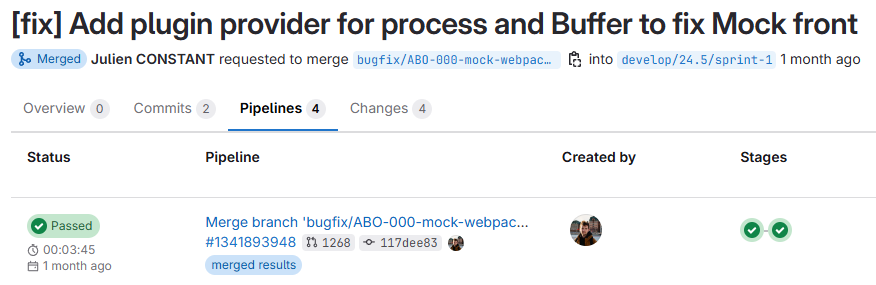 [fix] Add plugin provider for process and Buffer to fix Mock front
Merged Julien CONSTANT requested to merge bugfix/ABO-000-mock-webpac… into develop/24.5/sprint-1 1 month ago
Overview 0 Commits 2 Pipelines 4 Changes 4
Status Pipeline Created by Stages
Passed Merge branch 'bugfix/ABO-000-mock-webpac…
00:03:45 #1341893948 1268 117dee83
1 month ago merged results